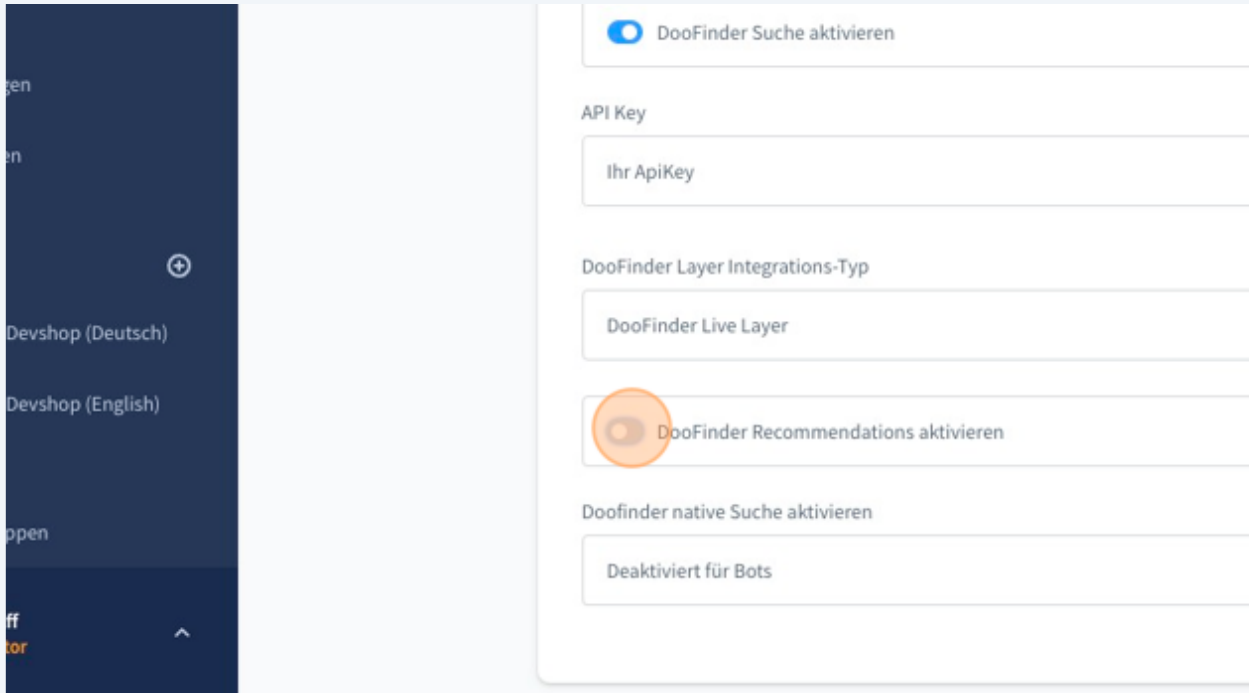 DooFinder Suche aktivieren
gen
API Key
en
Ihr ApiKey
DooFinder Layer Integrations-Typ
Devshop (Deutsch)
DooFinder Live Layer
Devshop (English)
DooFinder Recommendations aktivieren
Doofinder native Suche aktivieren
ppen
Deaktiviert für Bots
ff
tor